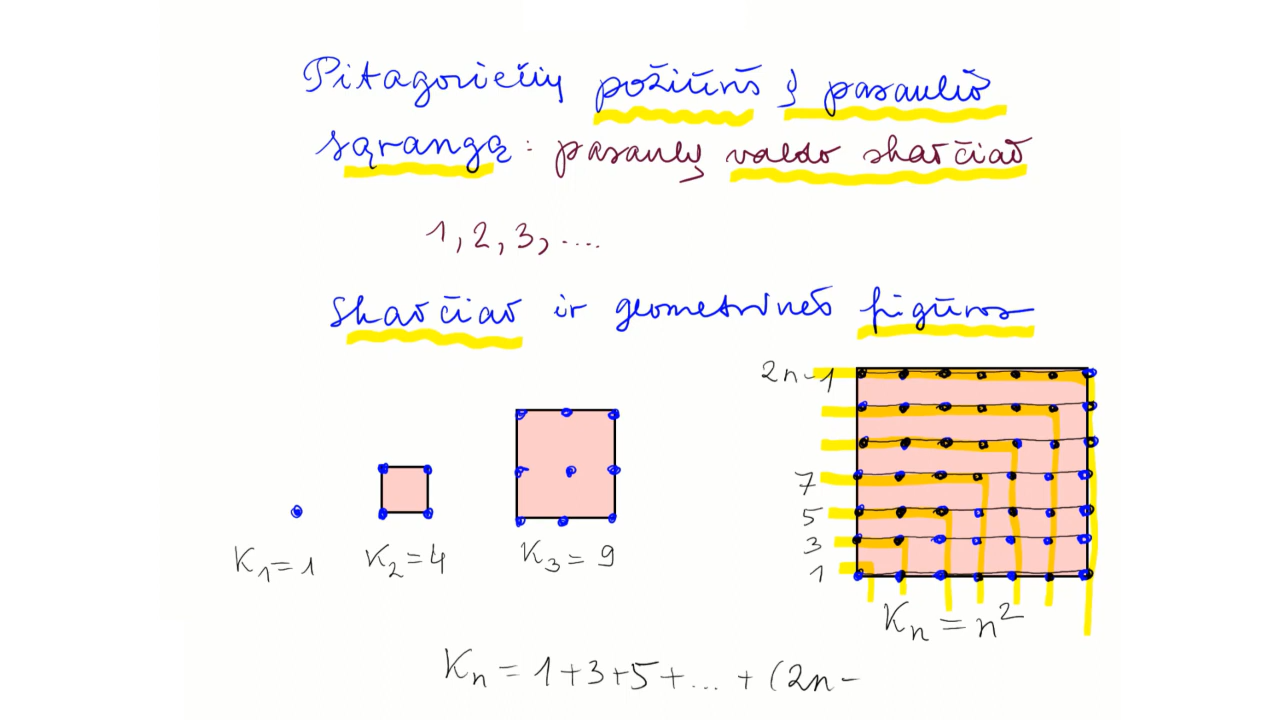 Pitagoriečių požiūris į pasaulio
sąrangą: pasaulį valdo skaičiai
1, 2, 3, ....
Skaičiai ir geometrinės figūros
2n-1
7
5
3
1
K₁=1
K₂=4
K₃=9
Kₙ=n²
Kₙ=1+3+5+...+(2n-